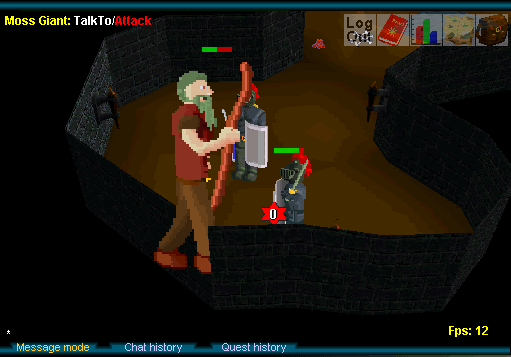 Moss Giant: TalkTo/Attack
Log
Out
0
*
Fps: 12
Message mode
Chat history
Quest history